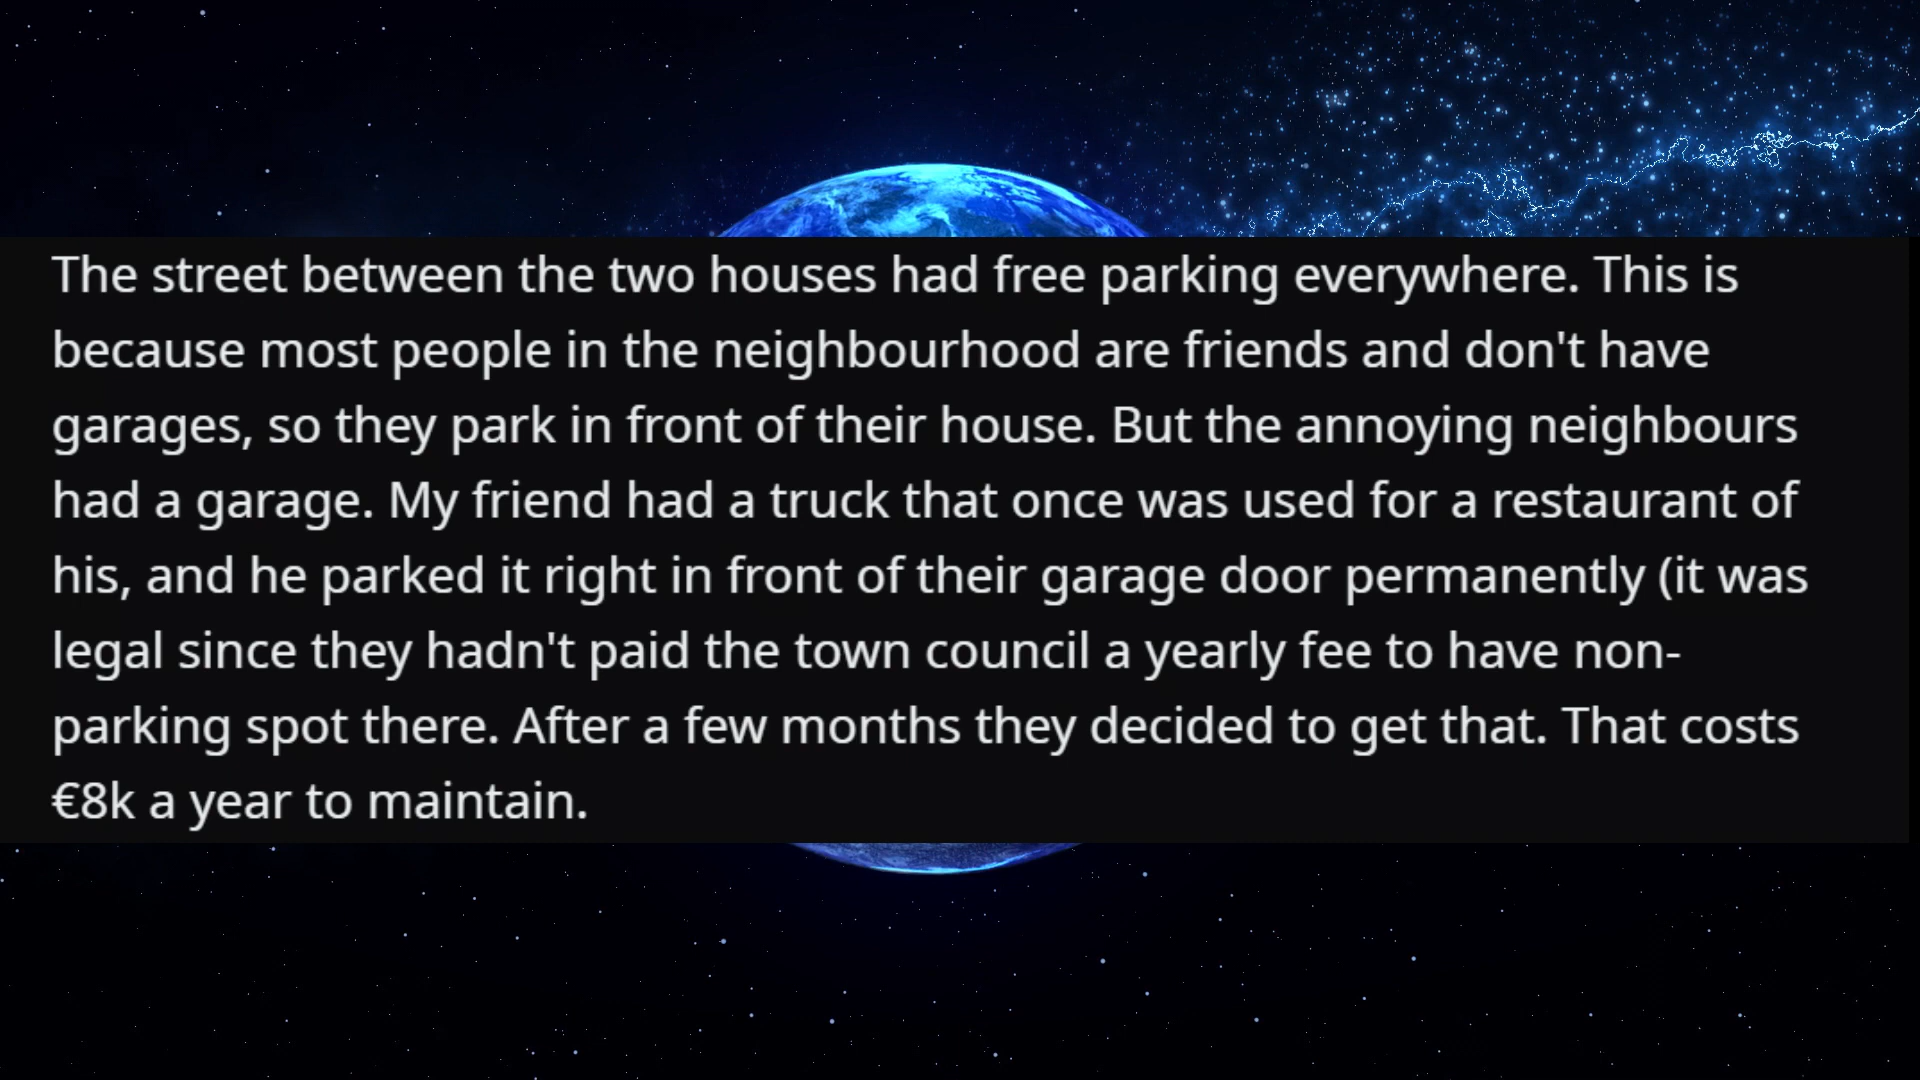 The street between the two houses had free parking everywhere. This is
because most people in the neighbourhood are friends and don't have
garages, so they park in front of their house. But the annoying neighbours
had a garage. My friend had a truck that once was used for a restaurant of
his, and he parked it right in front of their garage door permanently (it was
legal since they hadn't paid the town council a yearly fee to have non-
parking spot there. After a few months they decided to get that. That costs
€8k a year to maintain.